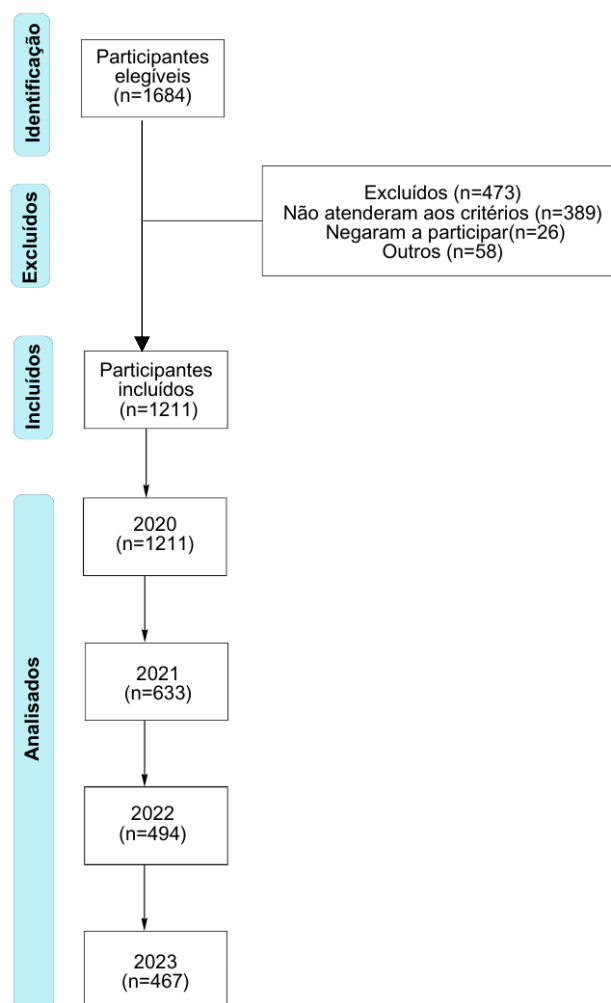 Identificação
Participantes
elegíveis
(n=1684)
Excluídos
Excluídos (n=473)
Não atenderam aos critérios (n=389)
Negaram a participar(n=26)
Outros (n=58)
Incluídos
Participantes
incluídos
(n=1211)
Analisados
2020
(n=1211)
2021
(n=633)
2022
(n=494)
2023
(n=467)